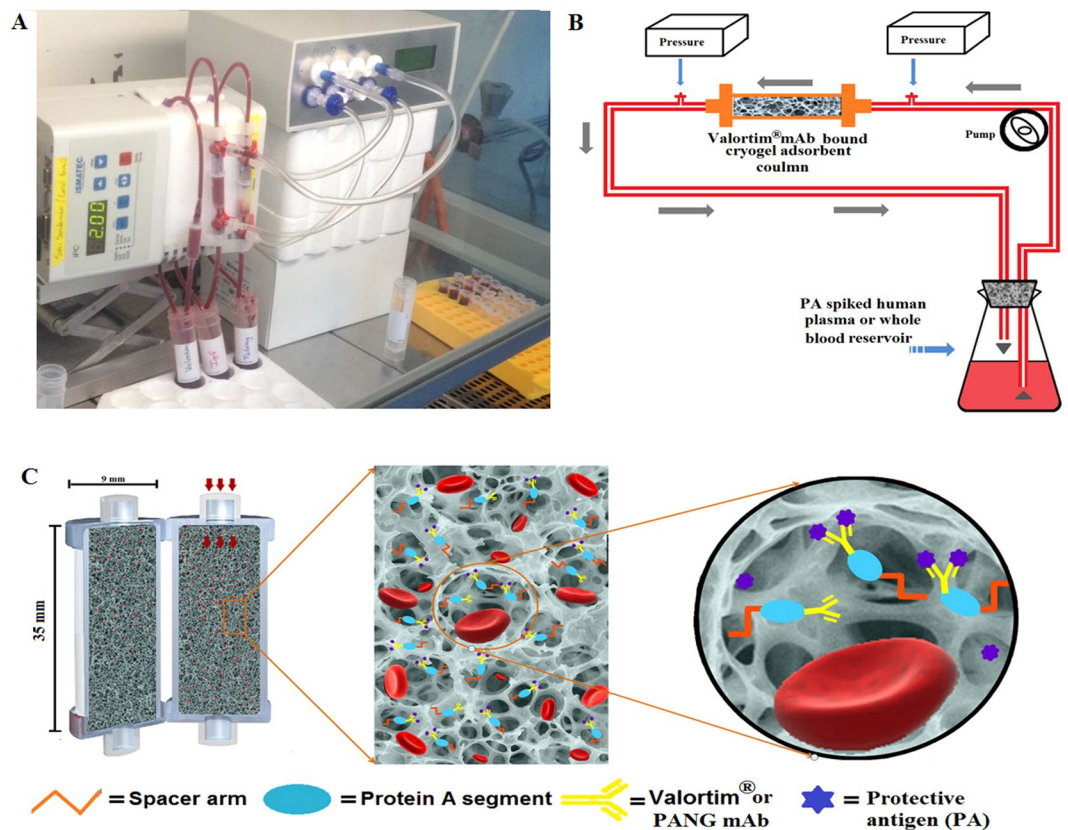 A
ISMATEC
2.00
IPC
B
Pressure
Pressure
Valortim®mAb bound
cryogel adsorbent
coulmn
Pump
PA spiked human
plasma or whole
blood reservoir
C
9 mm
35 mm
= Spacer arm
= Protein A segment
= Valortim® or
PANG mAb
= Protective
antigen (PA)